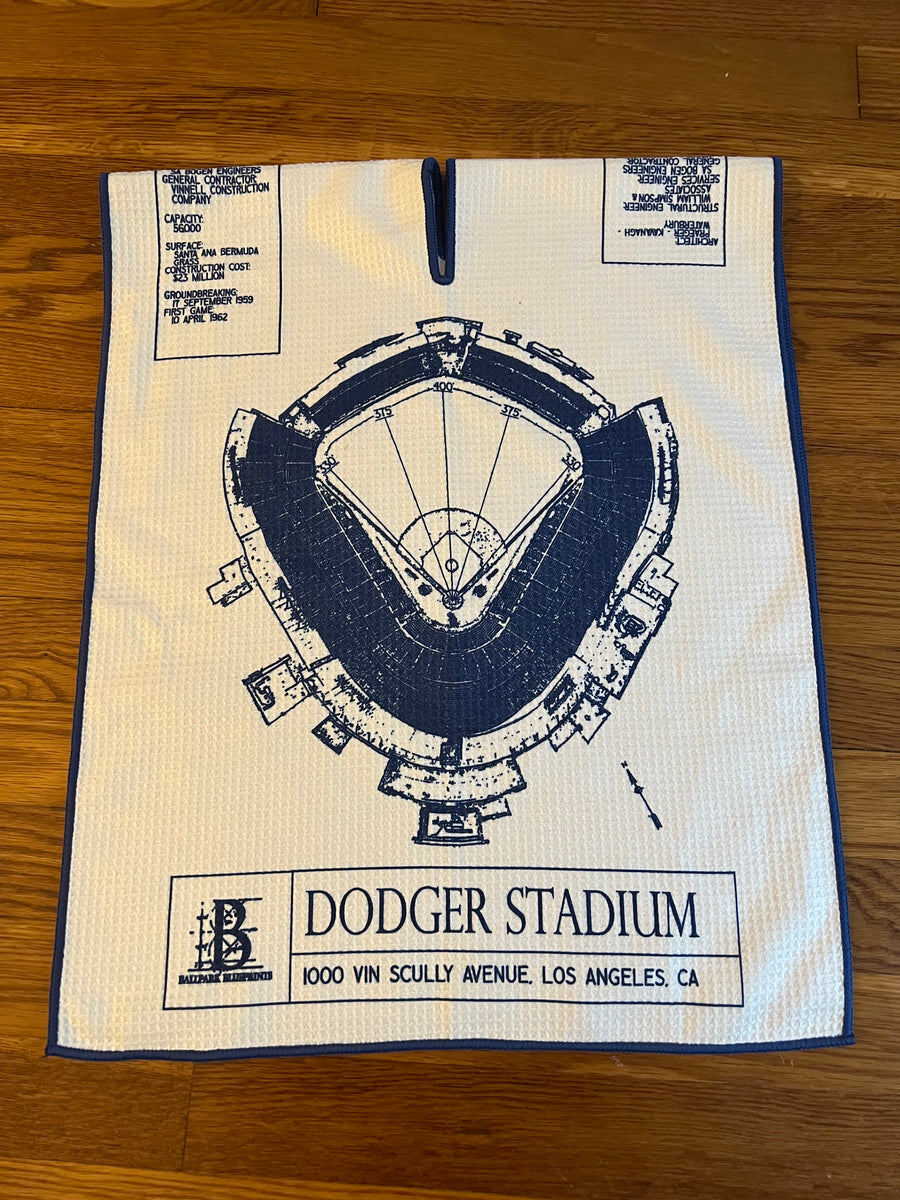 SA BOGEN ENGINEERS
GENERAL CONTRACTOR
VINNELL CONSTRUCTION
COMPANY
CAPACITY:
56,000
SURFACE:
SANTA ANA BERMUDA
GRASS
CONSTRUCTION COST:
$23 MILLION
GROUNDBREAKING:
17 SEPTEMBER 1959
FIRST GAME:
10 APRIL 1962
ARCHITECT:
PRAEGER - KAVANAGH -
WATERBURY
STRUCTURAL ENGINEER:
WILLIAM SIMPSON &
ASSOCIATES
SERVICES ENGINEER:
SA BOGEN ENGINEERS
GENERAL CONTRACTOR:
400'
375
375
330
330
N
B
BALLPARK BLUEPRINTS
DODGER STADIUM
1000 VIN SCULLY AVENUE, LOS ANGELES, CA